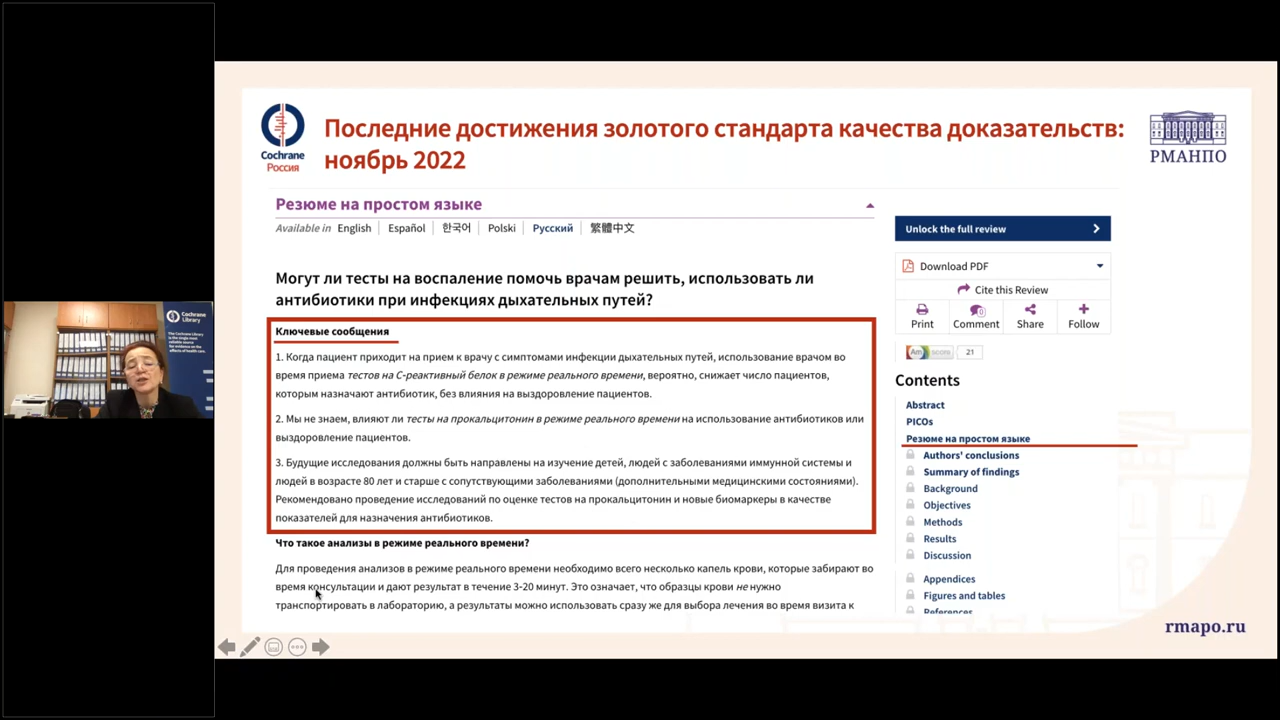 Последние достижения золотого стандарта качества доказательств:
ноябрь 2022
Cochrane
Россия
РМАНПО
Резюме на простом языке
Available in English Español 한국어 Polski Русский 繁體中文
Могут ли тесты на воспаление помочь врачам решить, использовать ли
антибиотики при инфекциях дыхательных путей?
Ключевые сообщения
1. Когда пациент приходит на прием к врачу с симптомами инфекции дыхательных путей, использование врачом во
время приема тестов на С-реактивный белок в режиме реального времени, вероятно, снижает число пациентов,
которым назначают антибиотик, без влияния на выздоровление пациентов.
2. Мы не знаем, влияют ли тесты на прокальцитонин в режиме реального времени на использование антибиотиков или
выздоровление пациентов.
3. Будущие исследования должны быть направлены на изучение детей, людей с заболеваниями иммунной системы и
людей в возрасте 80 лет и старше с сопутствующими заболеваниями (дополнительными медицинскими состояниями).
Рекомендовано проведение исследований по оценке тестов на прокальцитонин и новые биомаркеры в качестве
показателей для назначения антибиотиков.
Что такое анализы в режиме реального времени?
Для проведения анализов в режиме реального времени необходимо всего несколько капель крови, которые забирают во
время консультации и дают результат в течение 3-20 минут. Это означает, что образцы крови не нужно
транспортировать в лабораторию, а результаты можно использовать сразу же для выбора лечения во время визита к
Unlock the full review
Download PDF
Cite this Review
Print Comment Share Follow
Am score 21
Contents
Abstract
PICOs
Резюме на простом языке
Authors' conclusions
Summary of findings
Background
Objectives
Methods
Results
Discussion
Appendices
Figures and tables
References
rmapo.ru
Cochrane
Library